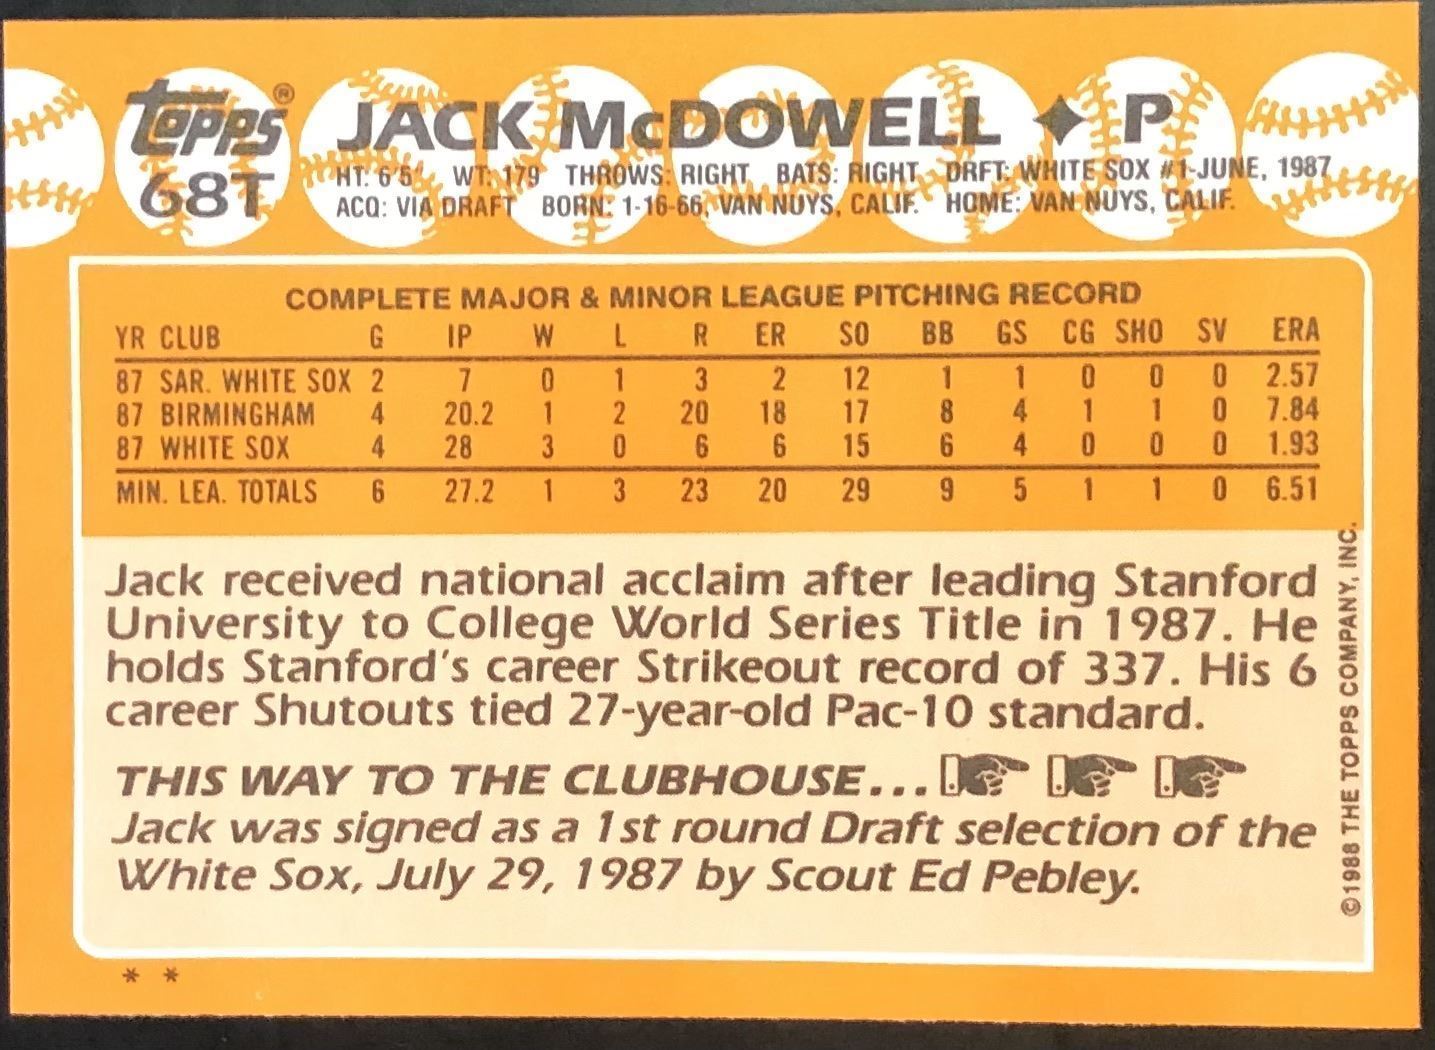 Topps®
68T
JACK McDOWELL ♦ P
HT: 6'5" WT: 179 THROWS: RIGHT BATS: RIGHT DRFT: WHITE SOX #1-JUNE, 1987
ACQ: VIA DRAFT BORN: 1-16-66, VAN NUYS, CALIF. HOME: VAN NUYS, CALIF.
COMPLETE MAJOR & MINOR LEAGUE PITCHING RECORD
YR CLUB G IP W L R ER SO BB GS CG SHO SV ERA
87 SAR. WHITE SOX 2 7 0 1 3 2 12 1 1 0 0 0 2.57
87 BIRMINGHAM 4 20.2 1 2 20 18 17 8 4 1 1 0 7.84
87 WHITE SOX 4 28 3 0 6 6 15 6 4 0 0 0 1.93
MIN. LEA. TOTALS 6 27.2 1 3 23 20 29 9 5 1 1 0 6.51
Jack received national acclaim after leading Stanford
University to College World Series Title in 1987. He
holds Stanford's career Strikeout record of 337. His 6
career Shutouts tied 27-year-old Pac-10 standard.
THIS WAY TO THE CLUBHOUSE...
Jack was signed as a 1st round Draft selection of the
White Sox, July 29, 1987 by Scout Ed Pebley.
©1988 THE TOPPS COMPANY, INC.
* *